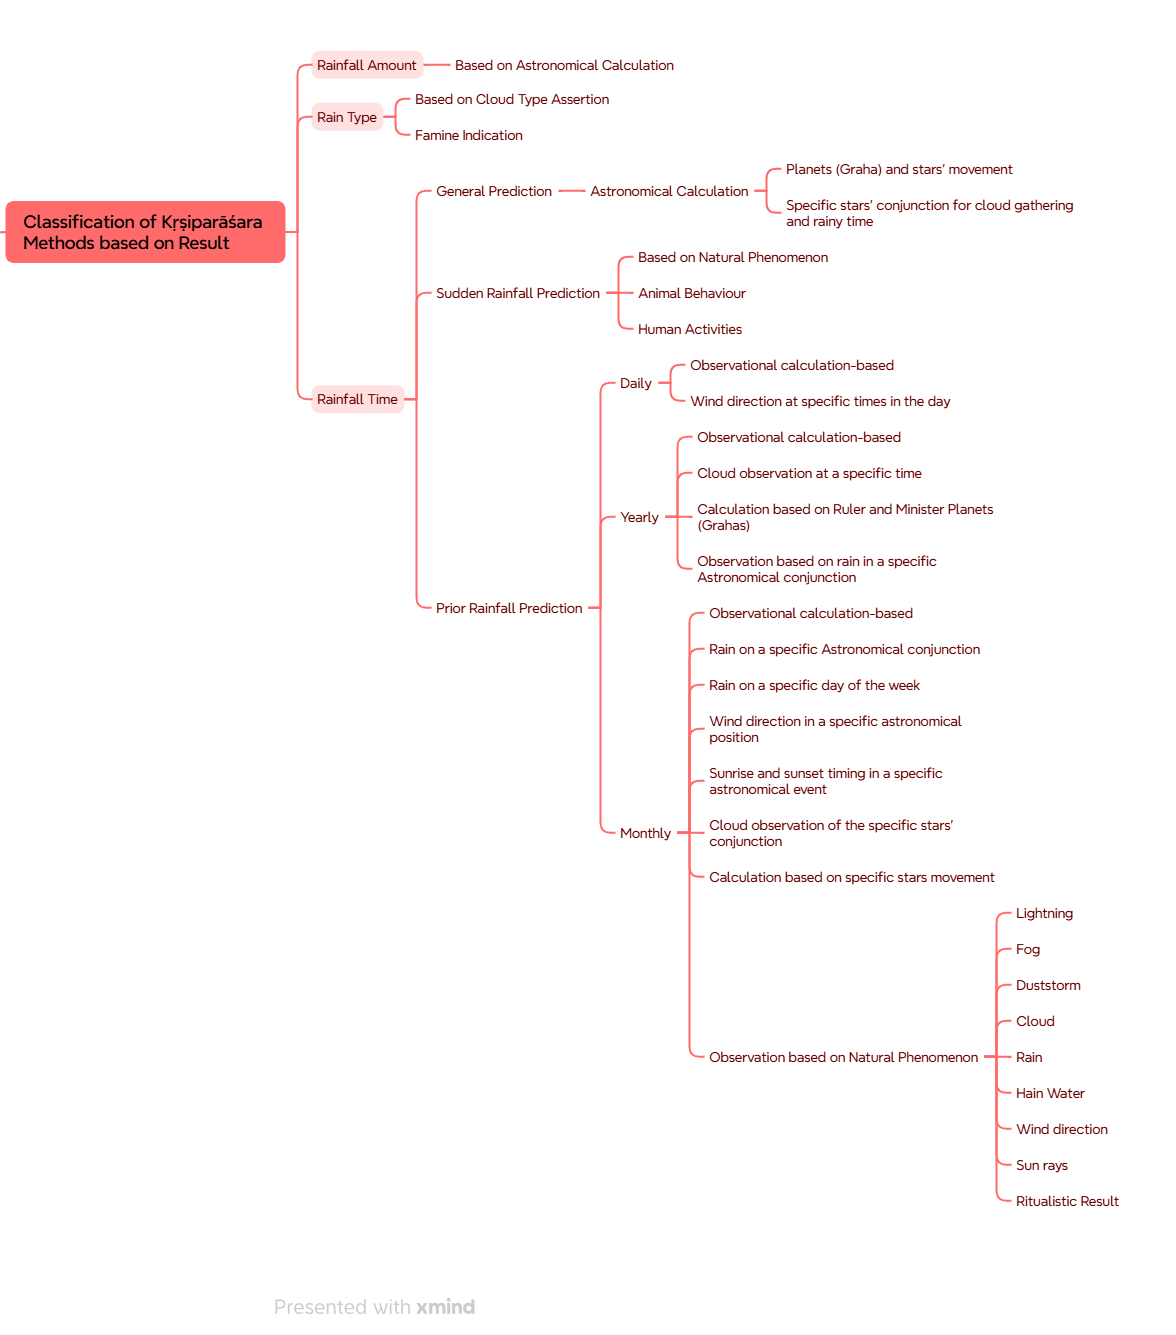 Classification of Kṛṣiparāśara
Methods based on Result
Rainfall Amount
Based on Astronomical Calculation
Rain Type
Based on Cloud Type Assertion
Famine Indication
Rainfall Time
General Prediction
Astronomical Calculation
Planets (Graha) and stars' movement
Specific stars' conjunction for cloud gathering
and rainy time
Sudden Rainfall Prediction
Based on Natural Phenomenon
Animal Behaviour
Human Activities
Prior Rainfall Prediction
Daily
Observational calculation-based
Wind direction at specific times in the day
Yearly
Observational calculation-based
Cloud observation at a specific time
Calculation based on Ruler and Minister Planets
(Grahas)
Observation based on rain in a specific
Astronomical conjunction
Monthly
Observational calculation-based
Rain on a specific Astronomical conjunction
Rain on a specific day of the week
Wind direction in a specific astronomical
position
Sunrise and sunset timing in a specific
astronomical event
Cloud observation of the specific stars'
conjunction
Calculation based on specific stars movement
Observation based on Natural Phenomenon
Lightning
Fog
Duststorm
Cloud
Rain
Hain Water
Wind direction
Sun rays
Ritualistic Result
Presented with xmind